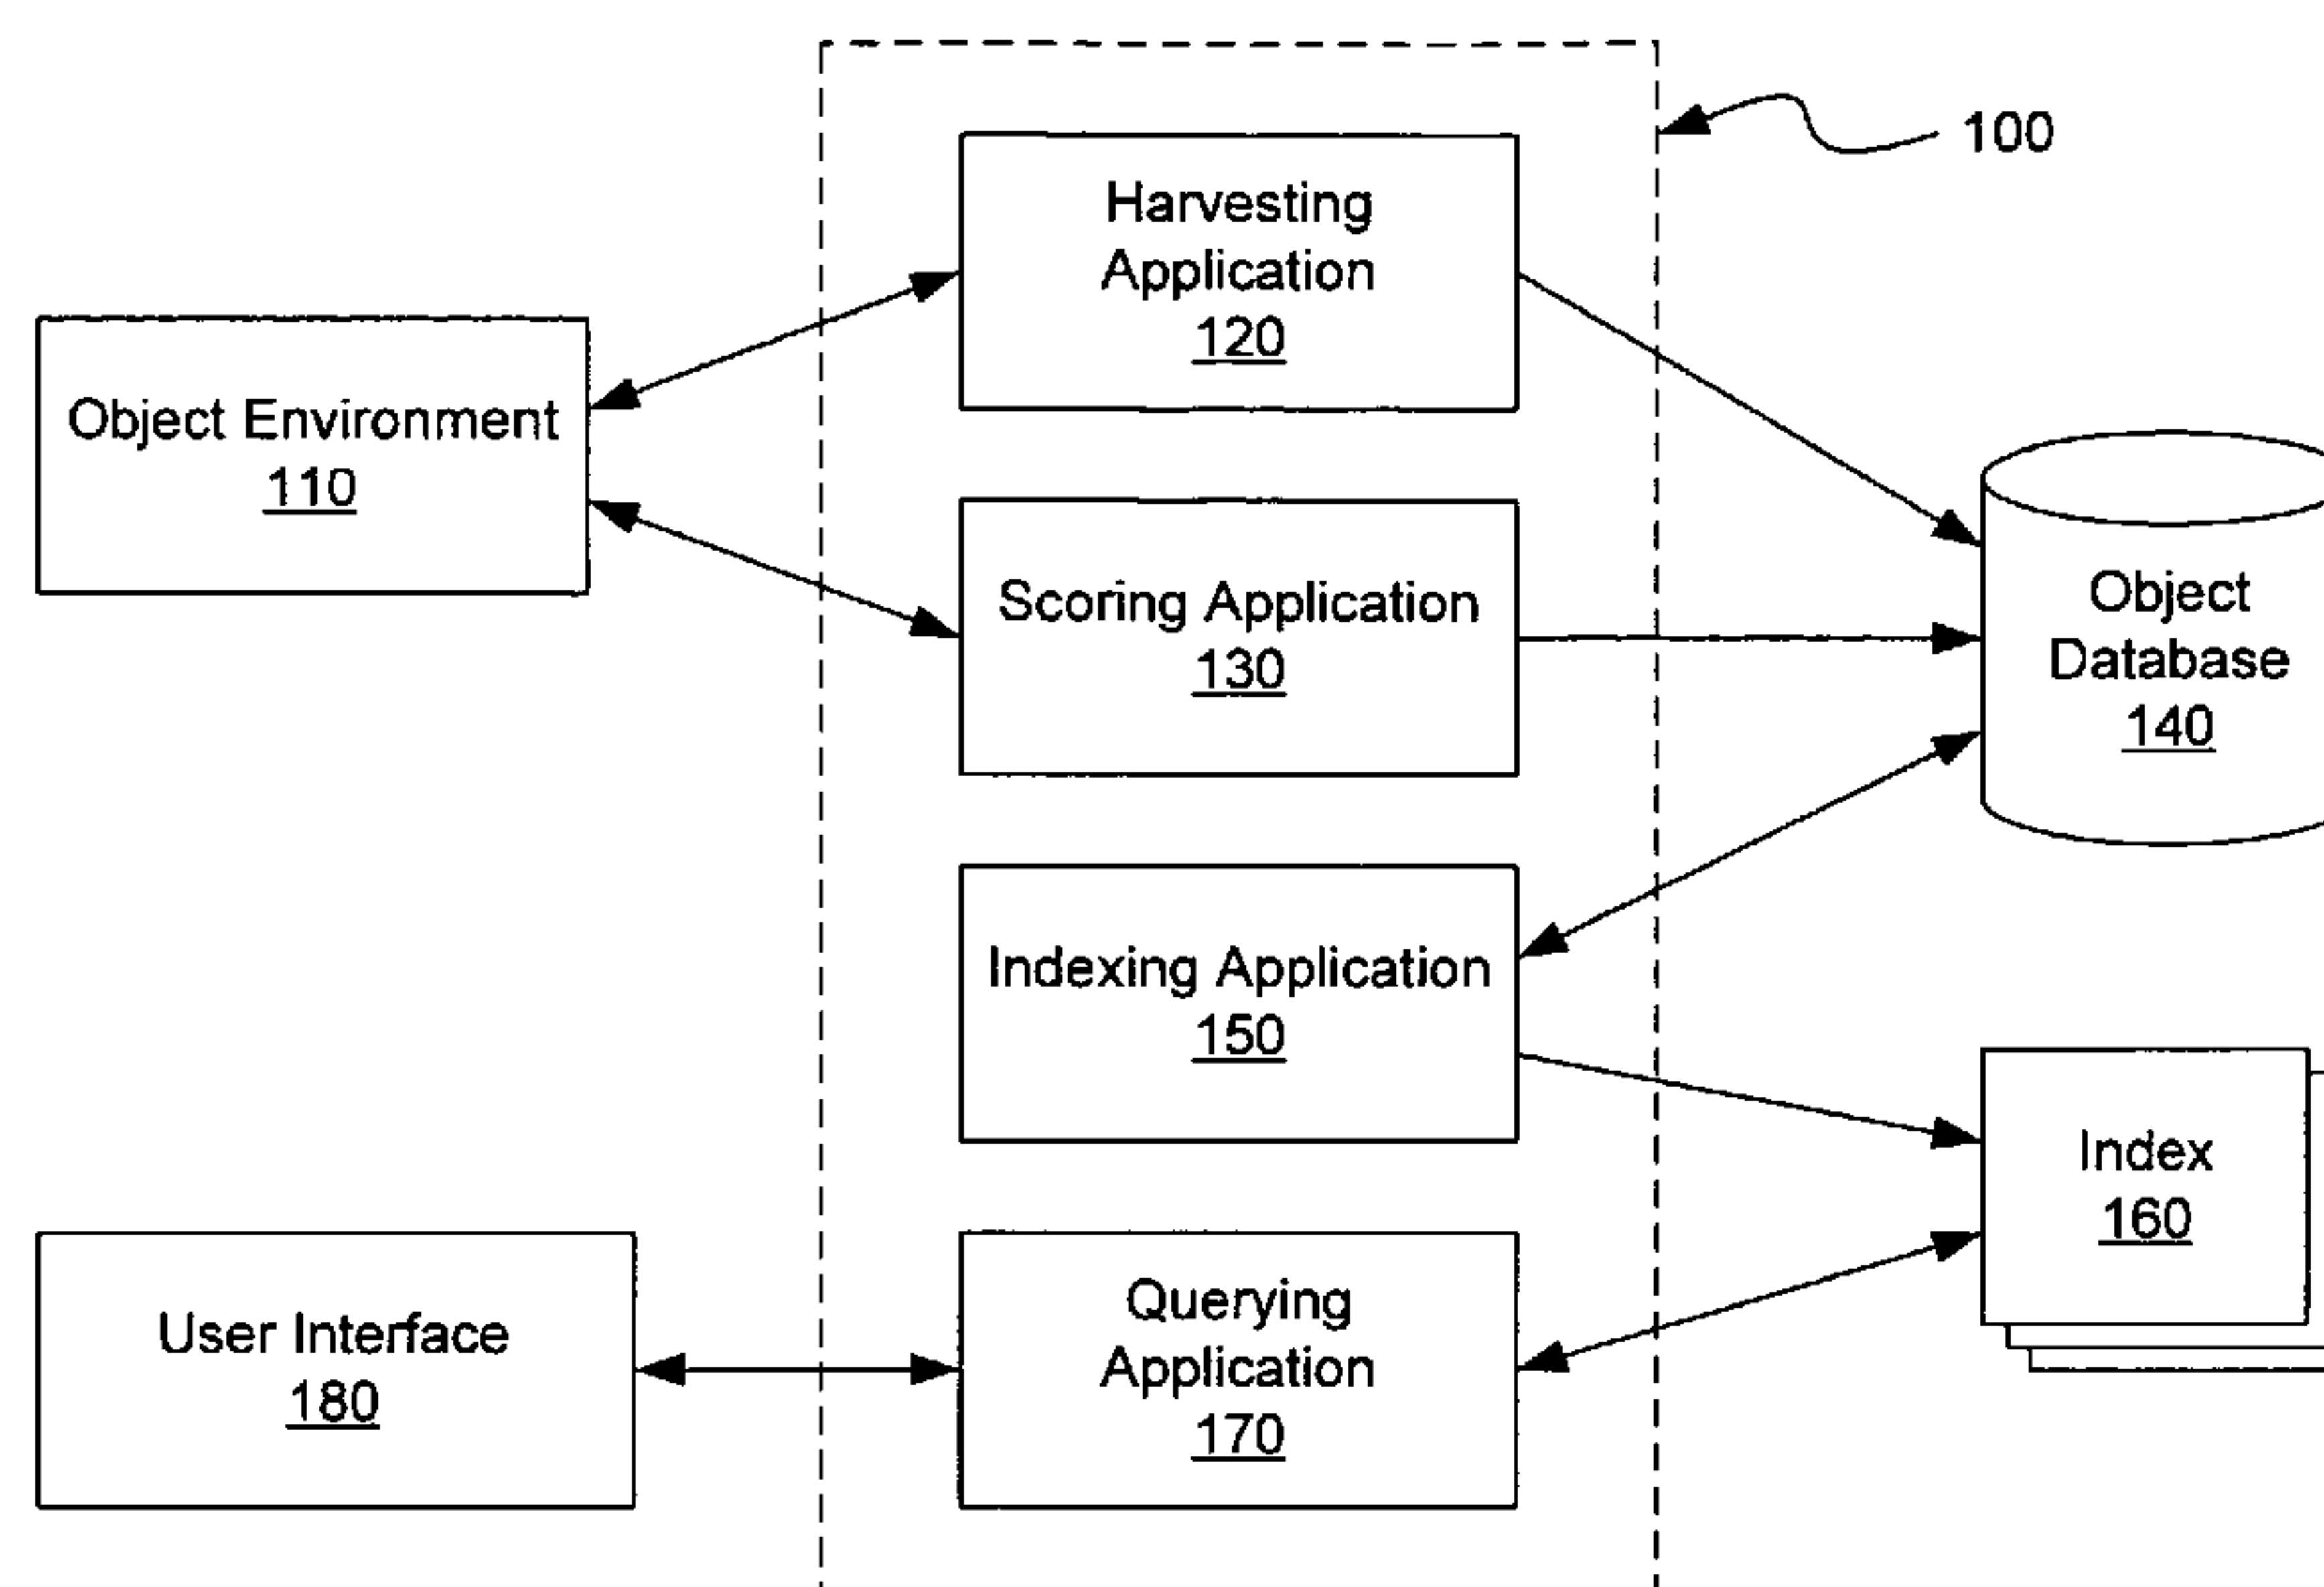 100
Harvesting
Application
120
Object Environment
110
Scoring Application
130
Object
Database
140
Indexing Application
150
Index
160
User Interface
180
Querying
Application
170